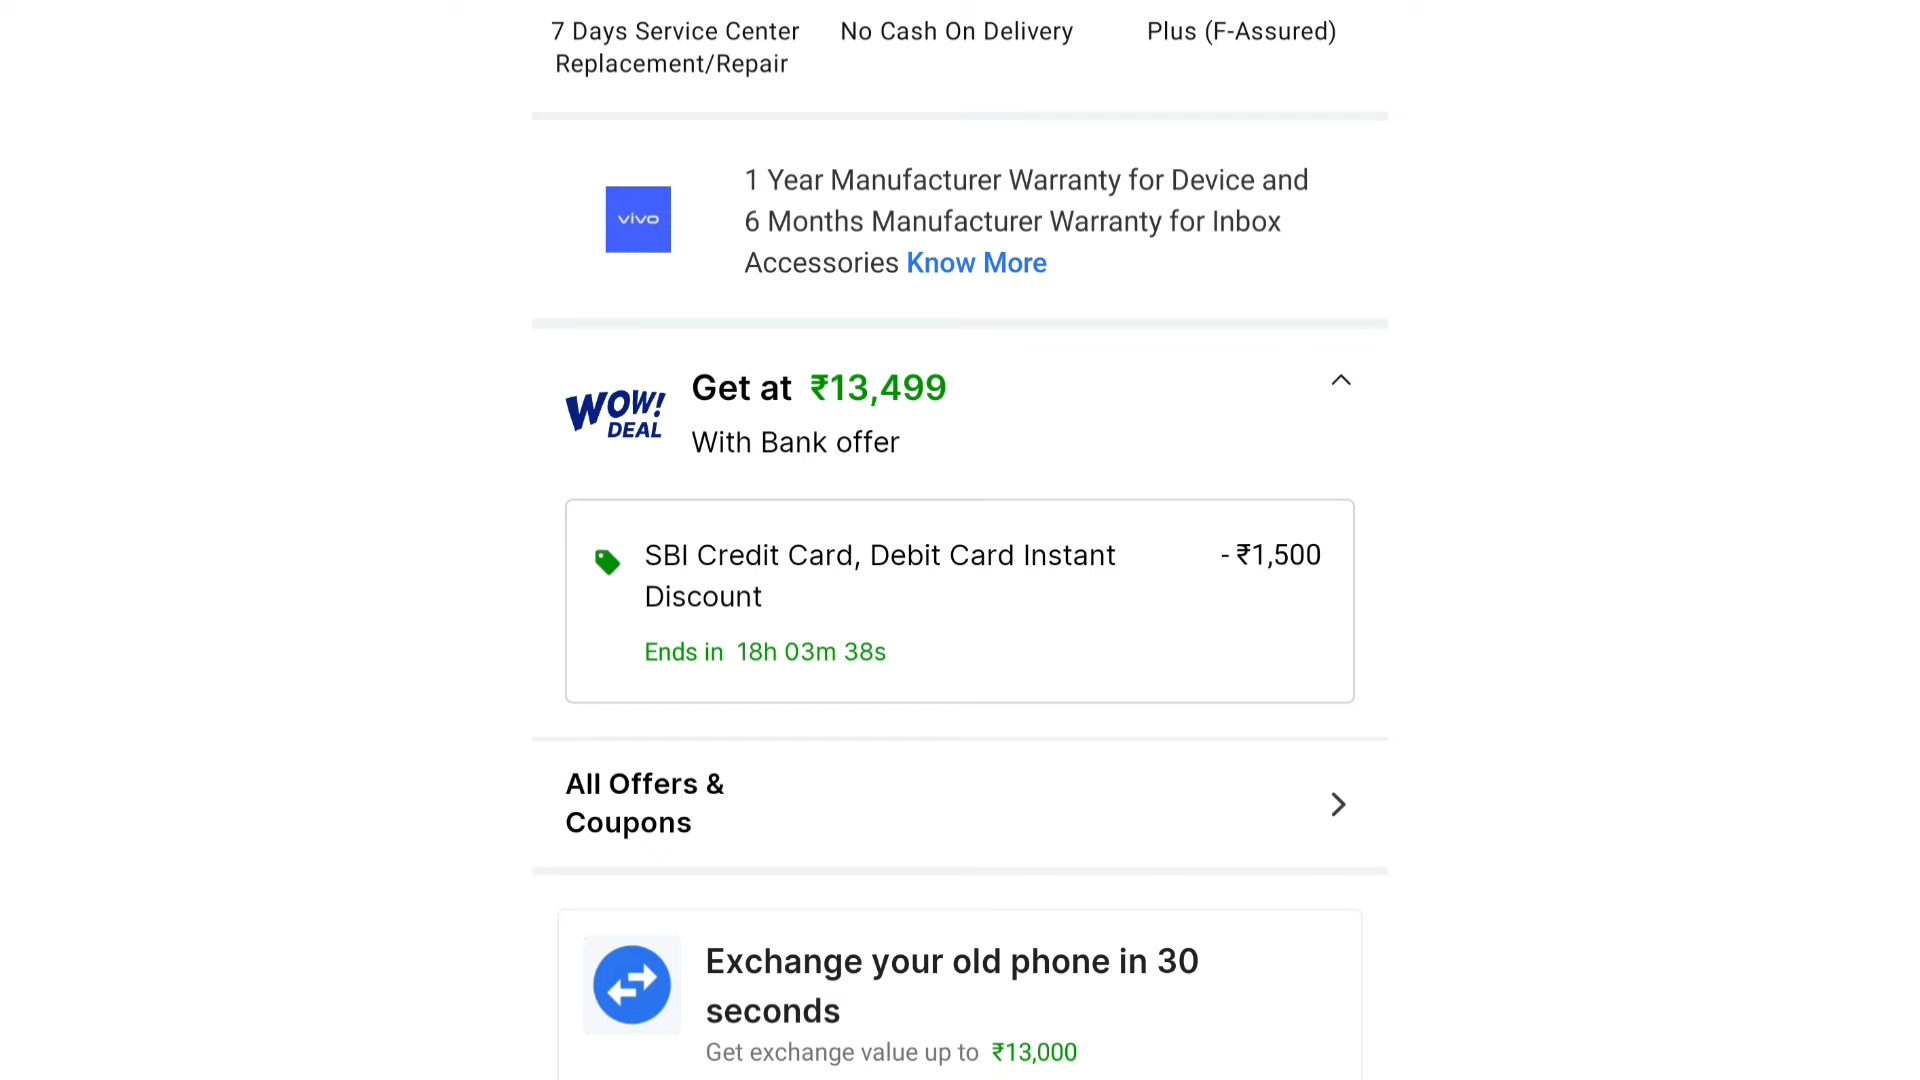 7 Days Service Center
Replacement/Repair
No Cash On Delivery
Plus (F-Assured)
vivo
1 Year Manufacturer Warranty for Device and
6 Months Manufacturer Warranty for Inbox
Accessories Know More
WOW!
DEAL
Get at ₹13,499
With Bank offer
SBI Credit Card, Debit Card Instant
Discount
- ₹1,500
Ends in 18h 03m 38s
All Offers &
Coupons
Exchange your old phone in 30
seconds
Get exchange value up to ₹13,000